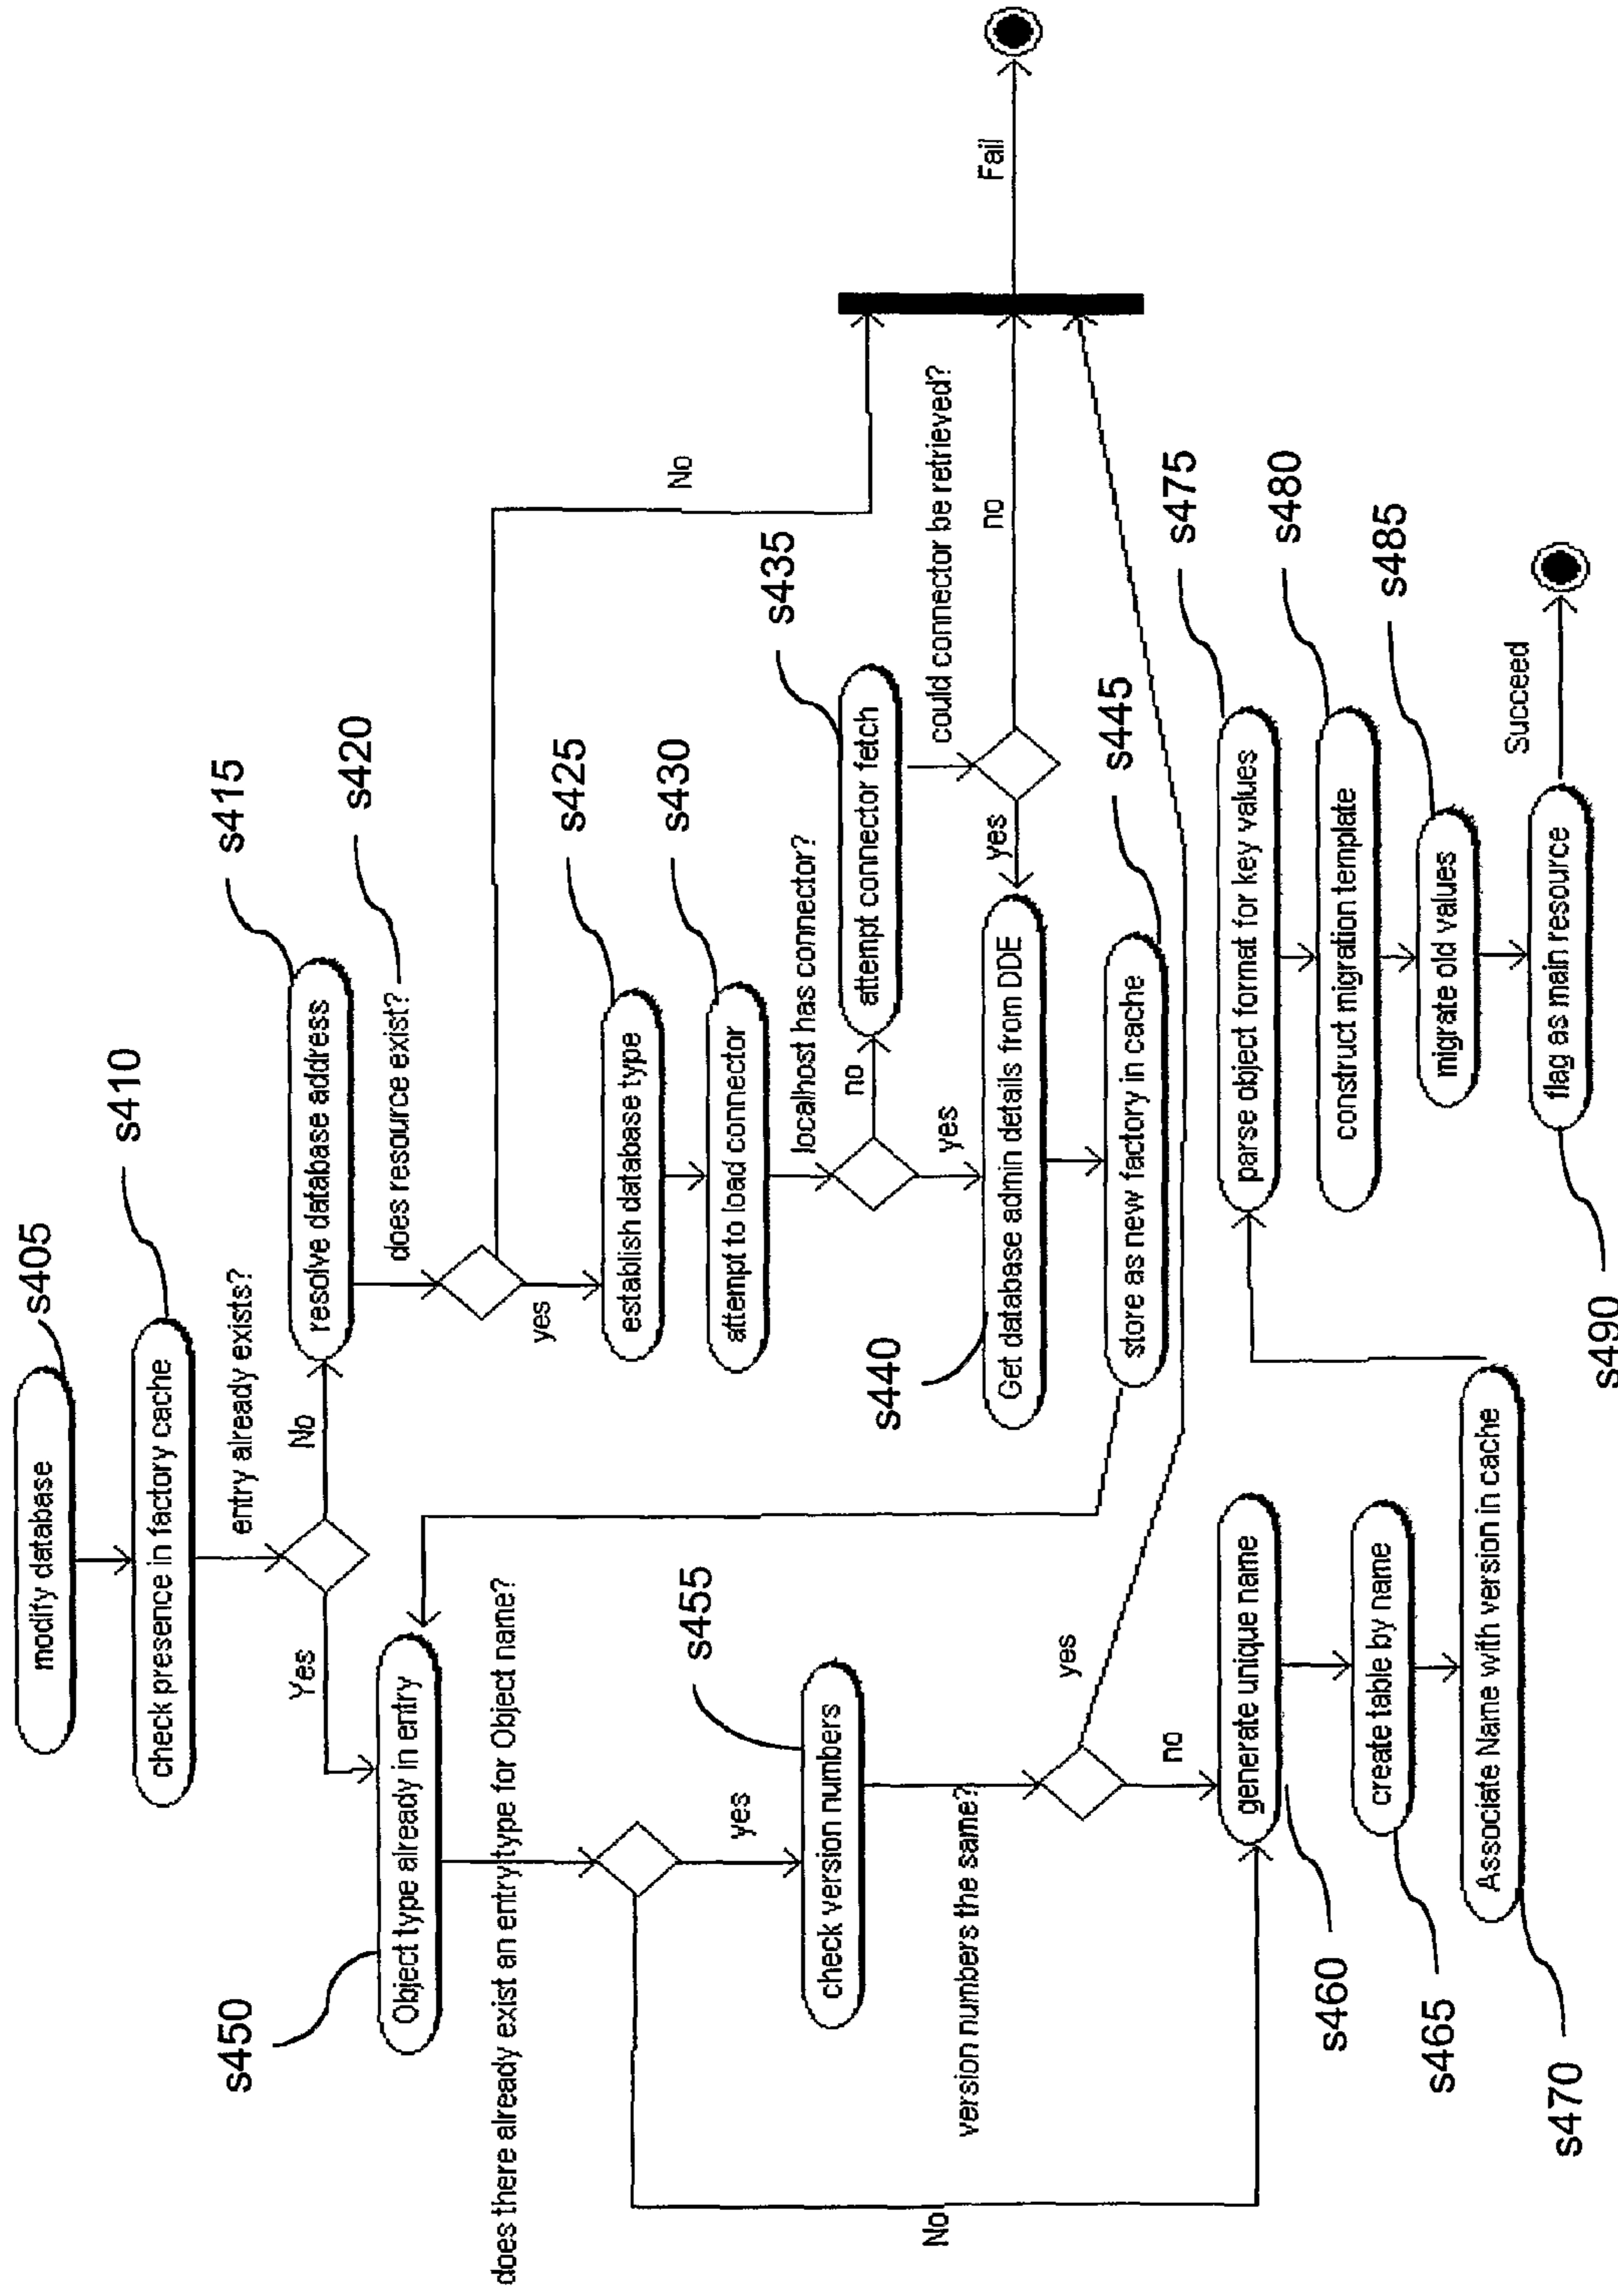 modify database
s405
check presence in factory cache
s410
entry already exists?
Yes
No
resolve database address
s415
does resource exist?
s420
No
yes
establish database type
s425
attempt to load connector
s430
localhost has connector?
no
yes
attempt connector fetch
s435
could connector be retrieved?
no
yes
Fail
Get database admin details from DDE
s440
store as new factory in cache
s445
Object type already in entry
s450
does there already exist an entry type for Object name?
yes
No
check version numbers
s455
version numbers the same?
yes
no
generate unique name
s460
create table by name
s465
Associate Name with version in cache
s470
parse object format for key values
s475
construct migration template
s480
migrate old values
s485
flag as main resource
s490
Succeed